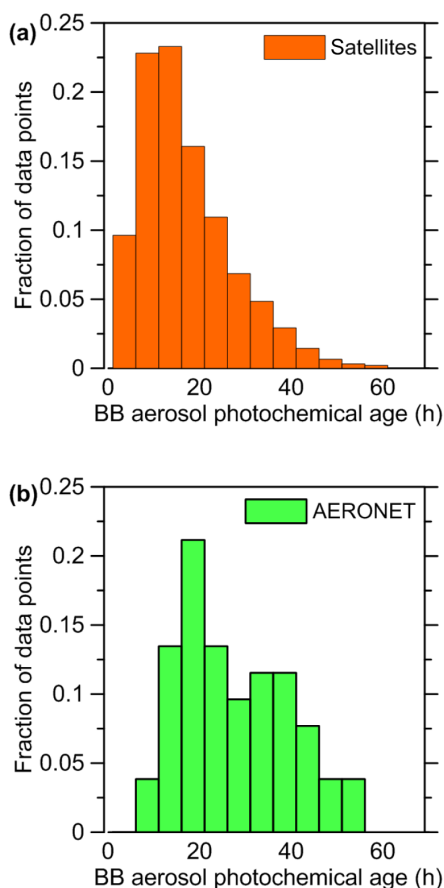 (a)
0.25
0.2
0.15
0.1
0.05
0
Fraction of data points
Satellites
0 20 40 60
BB aerosol photochemical age (h)
(b)
0.25
0.2
0.15
0.1
0.05
0
Fraction of data points
AERONET
0 20 40 60
BB aerosol photochemical age (h)